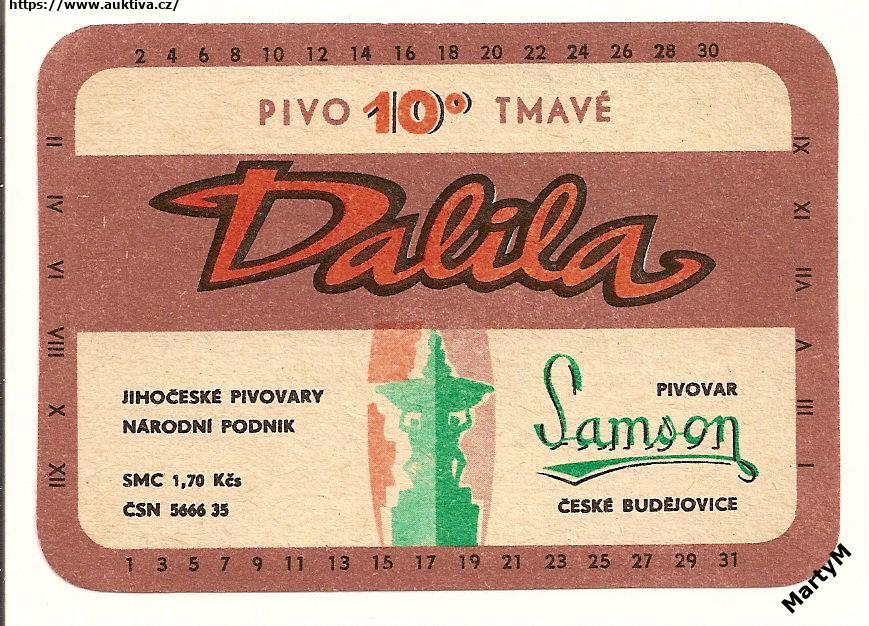 https://www.auktiva.cz/
2 4 6 8 10 12 14 16 18 20 22 24 26 28 30
PIVO 10° TMAVÉ
Dalila
II
IV
VI
VIII
X
XII
XI
IX
VII
V
III
I
JIHOČESKÉ PIVOVARY
NÁRODNÍ PODNIK
SMC 1,70 Kčs
ČSN 5666 35
PIVOVAR
Samson
ČESKÉ BUDĚJOVICE
1 3 5 7 9 11 13 15 17 19 21 23 25 27 29 31
MartyM